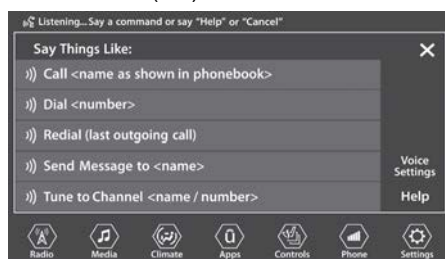 Listening...Say a command or say "Help" or "Cancel"
Say Things Like:
Call <name as shown in phonebook>
Dial <number>
Redial (last outgoing call)
Send Message to <name>
Voice Settings
Tune to Channel <name / number>
Help
Radio Media Climate Apps Controls Phone Settings